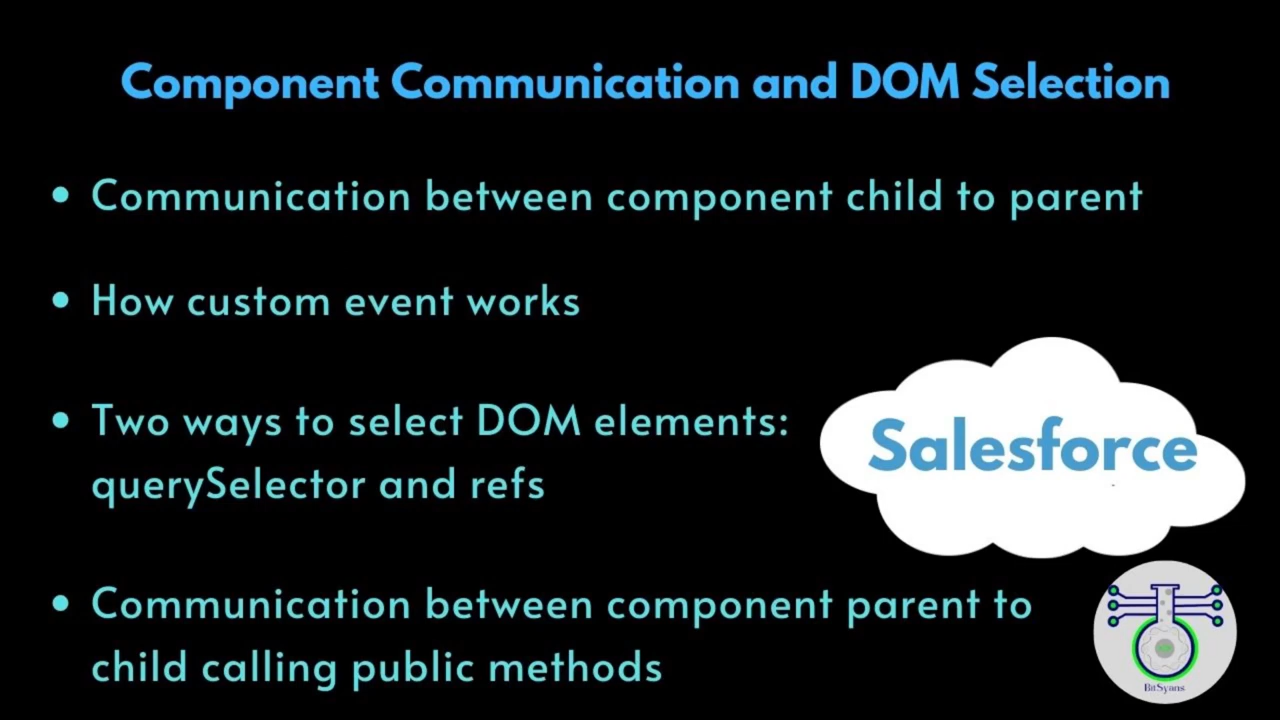 Component Communication and DOM Selection
• Communication between component child to parent
• How custom event works
• Two ways to select DOM elements:
querySelector and refs
Salesforce
• Communication between component parent to
child calling public methods
BitSyans